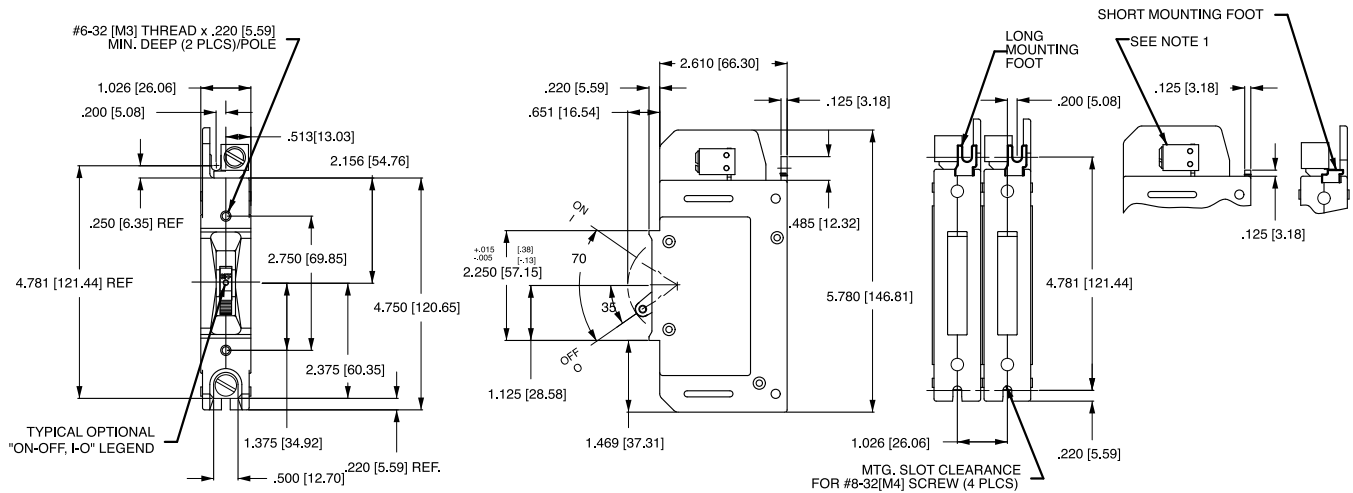 #6-32 [M3] THREAD x .220 [5.59]
MIN. DEEP (2 PLCS)/POLE
1.026 [26.06]
.200 [5.08]
.513[13.03]
2.156 [54.76]
.250 [6.35] REF
2.750 [69.85]
4.781 [121.44] REF
4.750 [120.65]
2.375 [60.35]
1.375 [34.92]
.220 [5.59] REF.
.500 [12.70]
TYPICAL OPTIONAL
"ON-OFF, I-O" LEGEND
2.610 [66.30]
.220 [5.59]
.651 [16.54]
.125 [3.18]
.485 [12.32]
ON
I
+.015 [.38]
-.005 [-.13]
2.250 [57.15]
70
35
OFF
O
5.780 [146.81]
1.125 [28.58]
1.469 [37.31]
LONG
MOUNTING
FOOT
.200 [5.08]
4.781 [121.44]
1.026 [26.06]
.220 [5.59]
MTG. SLOT CLEARANCE
FOR #8-32[M4] SCREW (4 PLCS)
SHORT MOUNTING FOOT
SEE NOTE 1
.125 [3.18]
.125 [3.18]